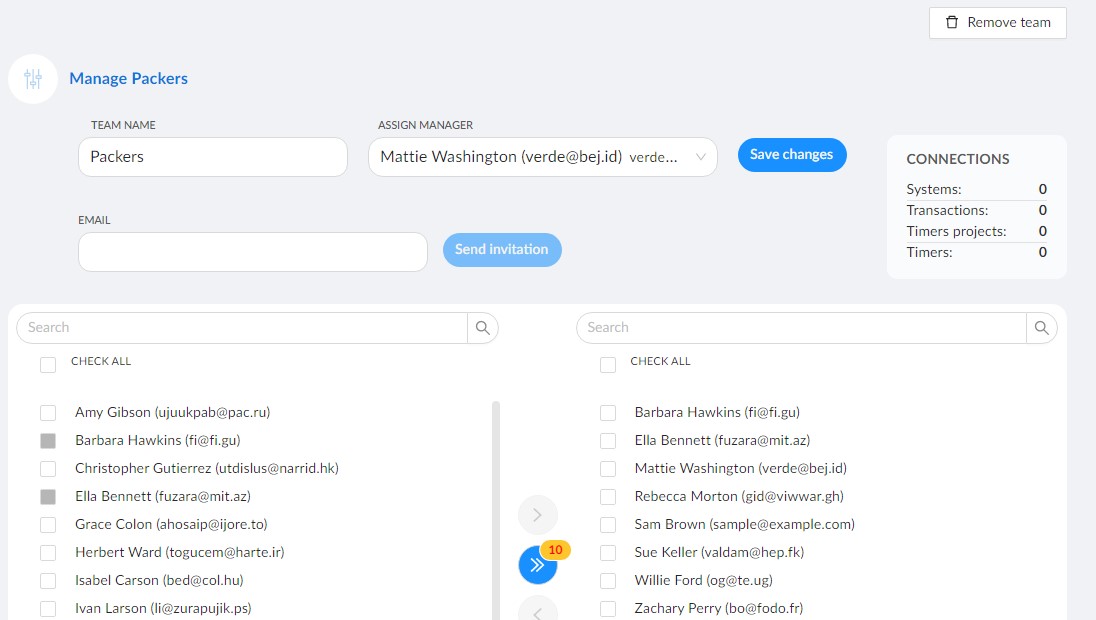 Remove team
Manage Packers
TEAM NAME
ASSIGN MANAGER
Packers
Mattie Washington (verde@bej.id) verde...
Save changes
CONNECTIONS
Systems: 0
Transactions: 0
Timers projects: 0
Timers: 0
EMAIL
Send invitation
Search
CHECK ALL
Amy Gibson (ujuukpab@pac.ru)
Barbara Hawkins (fi@fi.gu)
Christopher Gutierrez (utdislus@narrid.hk)
Ella Bennett (fuzara@mit.az)
Grace Colon (ahosaip@ijore.to)
Herbert Ward (togucem@harte.ir)
Isabel Carson (bed@col.hu)
Ivan Larson (li@zurapujik.ps)
10
Search
CHECK ALL
Barbara Hawkins (fi@fi.gu)
Ella Bennett (fuzara@mit.az)
Mattie Washington (verde@bej.id)
Rebecca Morton (gid@viwwar.gh)
Sam Brown (sample@example.com)
Sue Keller (valdam@hep.fk)
Willie Ford (og@te.ug)
Zachary Perry (bo@fodo.fr)